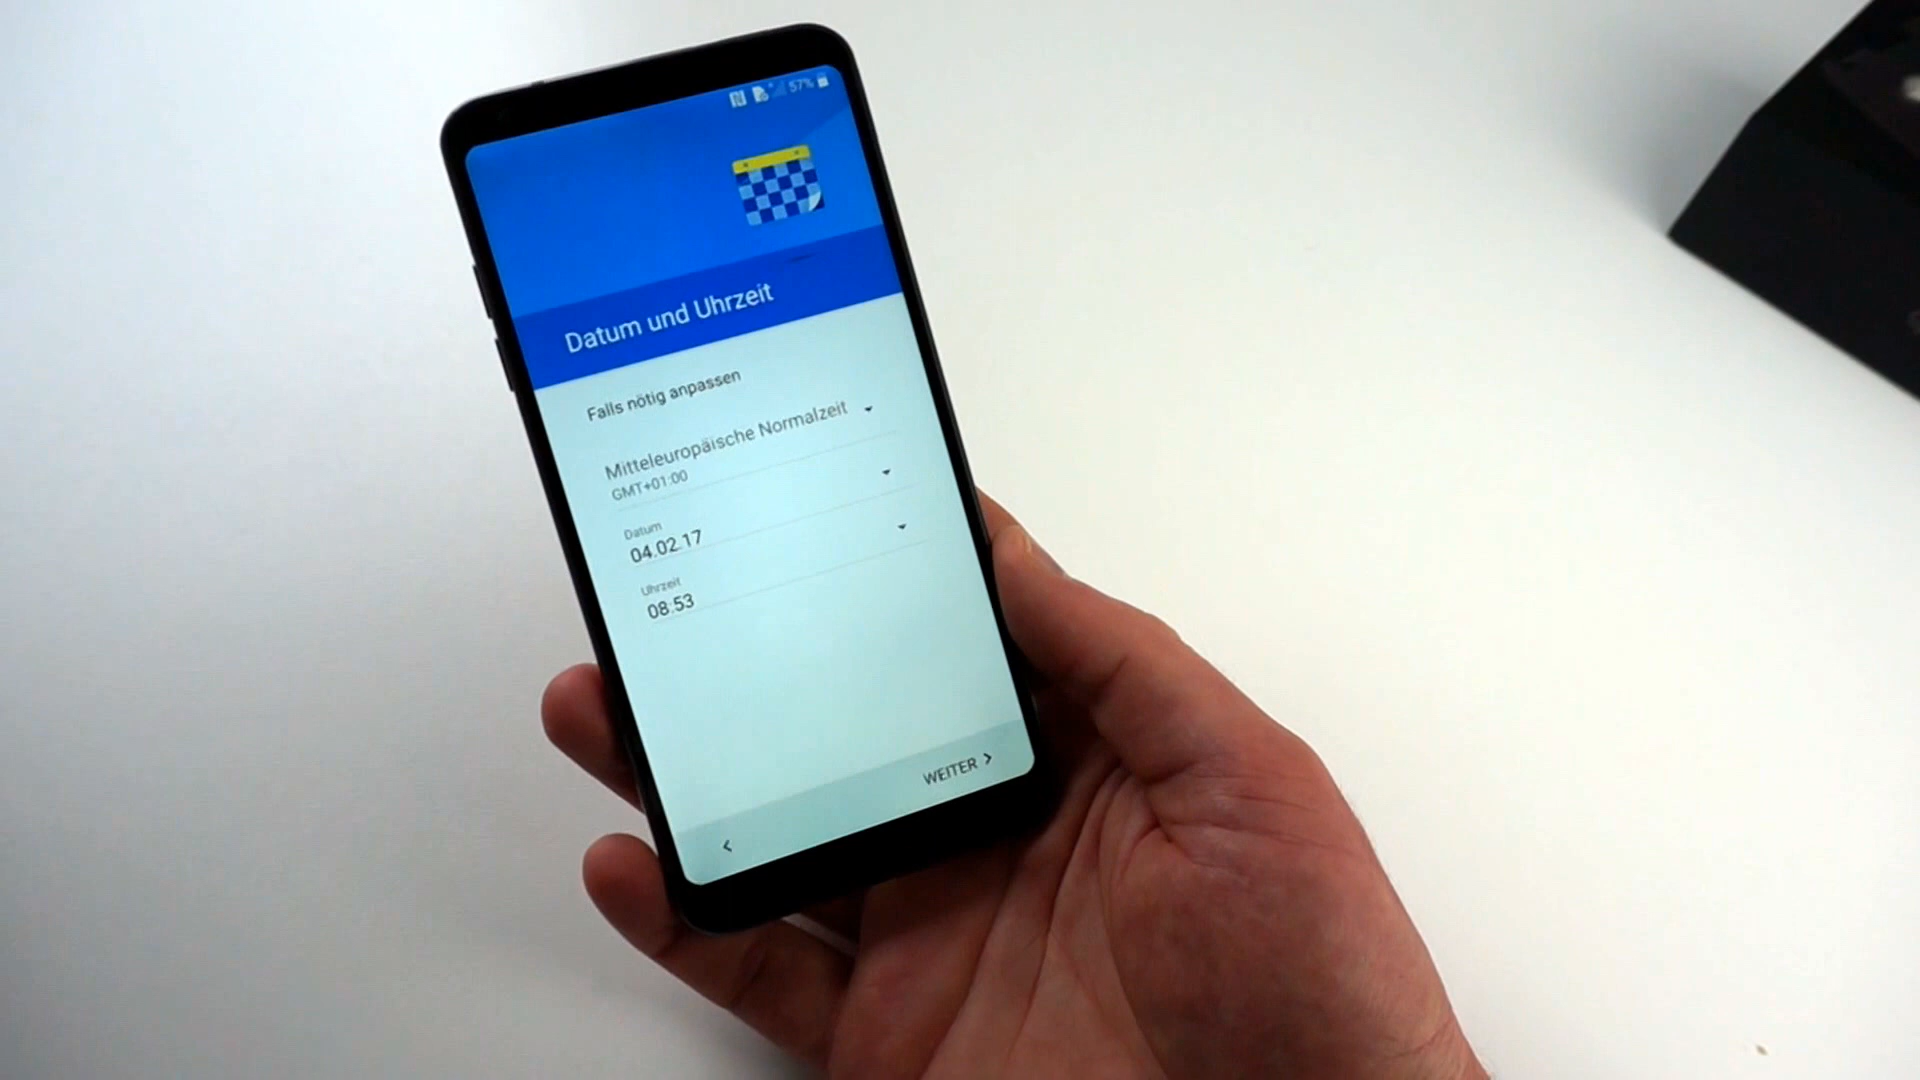 57%
Datum und Uhrzeit
Falls nötig anpassen
Mitteleuropäische Normalzeit
GMT+01:00
Datum
04.02.17
Uhrzeit
08:53
WEITER